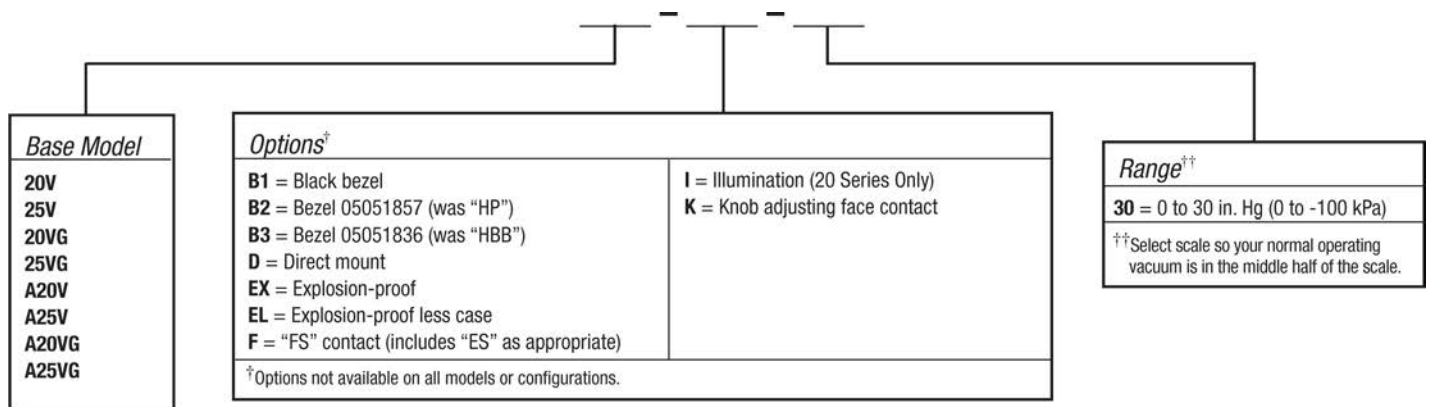 Base Model
20V
25V
20VG
25VG
A20V
A25V
A20VG
A25VG
Options†
B1 = Black bezel
B2 = Bezel 05051857 (was “HP”)
B3 = Bezel 05051836 (was “HBB”)
D = Direct mount
EX = Explosion-proof
EL = Explosion-proof less case
F = “FS” contact (includes “ES” as appropriate)
I = Illumination (20 Series Only)
K = Knob adjusting face contact
†Options not available on all models or configurations.
Range††
30 = 0 to 30 in. Hg (0 to -100 kPa)
††Select scale so your normal operating
vacuum is in the middle half of the scale.